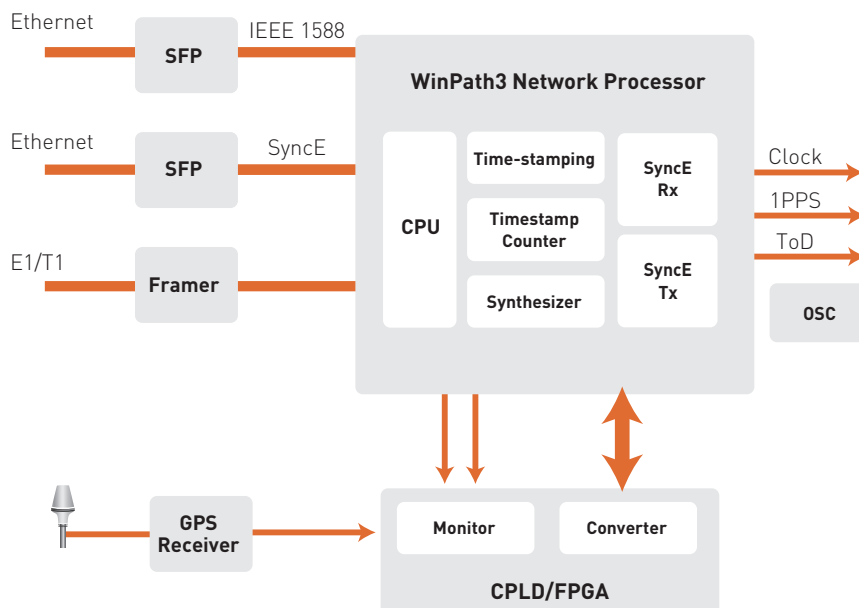 Ethernet
SFP
IEEE 1588
WinPath3 Network Processor
Ethernet
SFP
SyncE
CPU
Time-stamping
Timestamp
Counter
Synthesizer
SyncE
Rx
SyncE
Tx
Clock
1PPS
ToD
E1/T1
Framer
OSC
GPS
Receiver
Monitor
Converter
CPLD/FPGA